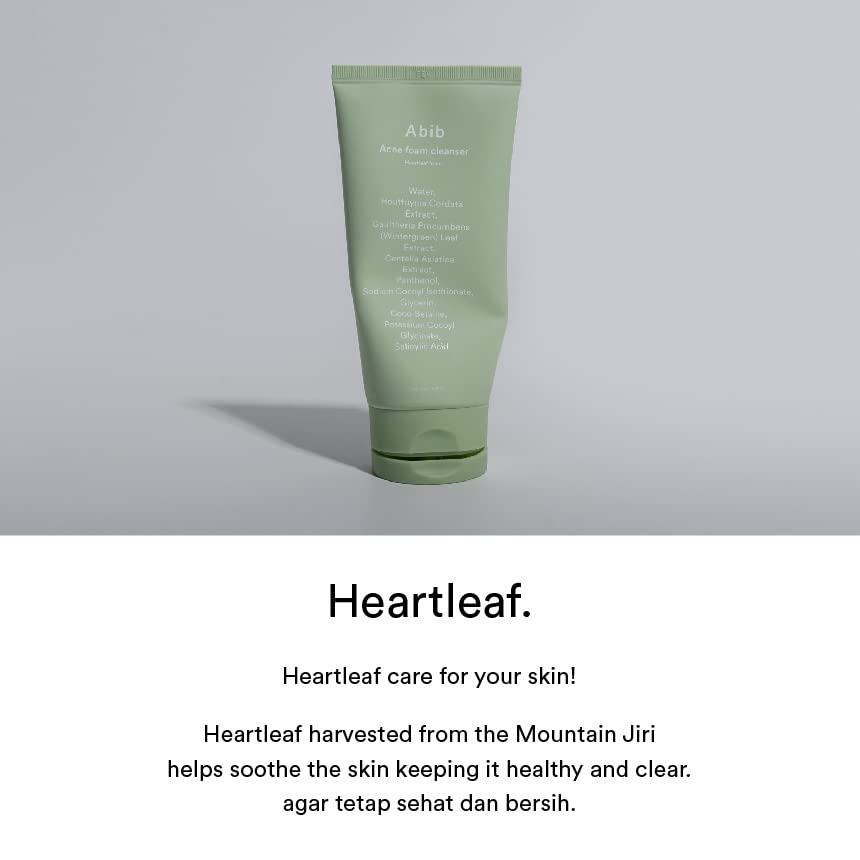 Abib
Acne foam cleanser
Water,
Houttuynia Cordata
Extract,
Gaultheria Procumbens
(Wintergreen) Leaf
Extract,
Centella Asiatica
Extract,
Panthenol,
Sodium Cocoyl Isethionate,
Glycerin,
Coco-Betaine,
Potassium Cocoyl
Glycinate,
Salicylic Acid
Heartleaf.
Heartleaf care for your skin!
Heartleaf harvested from the Mountain Jiri
helps soothe the skin keeping it healthy and clear.
agar tetap sehat dan bersih.